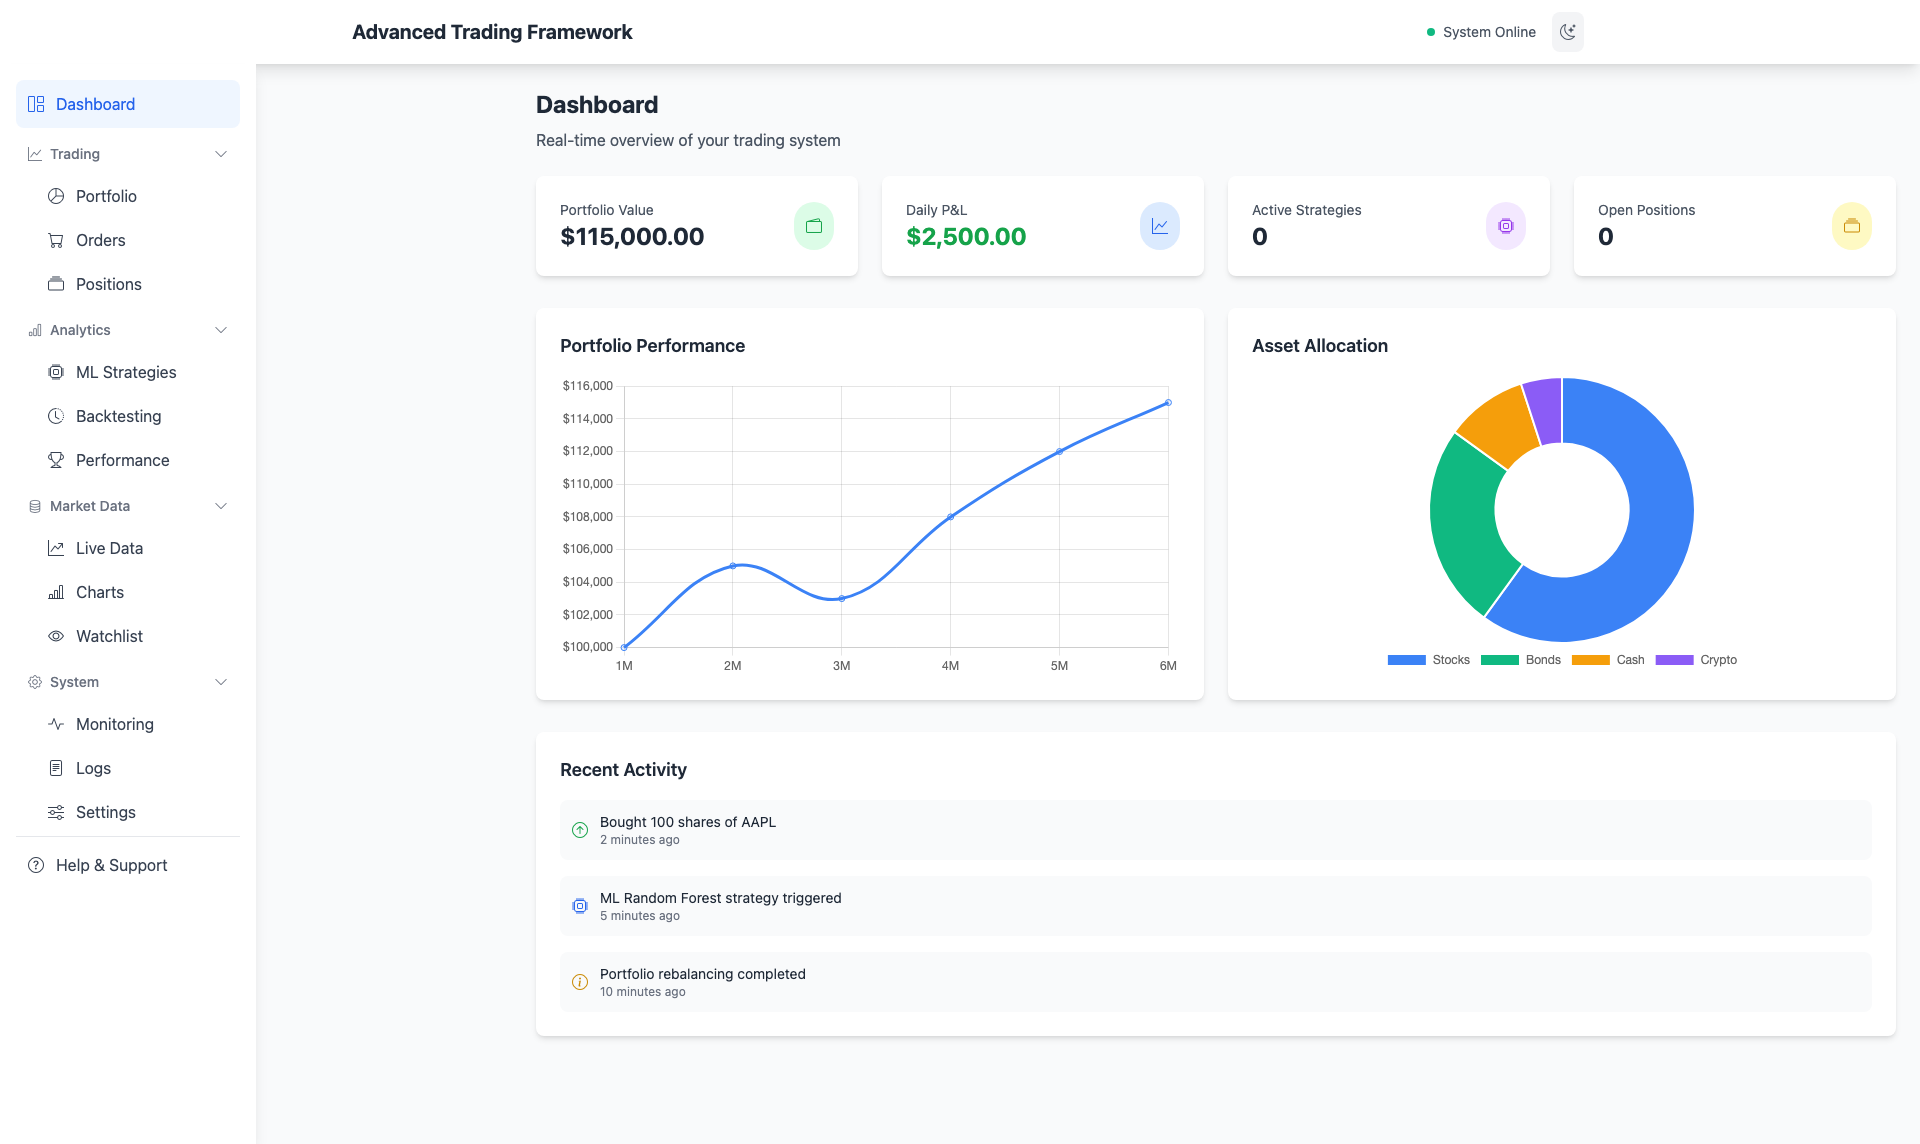 Advanced Trading Framework
System Online
Dashboard
Trading
Portfolio
Orders
Positions
Analytics
ML Strategies
Backtesting
Performance
Market Data
Live Data
Charts
Watchlist
System
Monitoring
Logs
Settings
Help & Support
Dashboard
Real-time overview of your trading system
Portfolio Value
$115,000.00
Daily P&L
$2,500.00
Active Strategies
0
Open Positions
0
Portfolio Performance
$116,000
$114,000
$112,000
$110,000
$108,000
$106,000
$104,000
$102,000
$100,000
1M 2M 3M 4M 5M 6M
Asset Allocation
Stocks Bonds Cash Crypto
Recent Activity
Bought 100 shares of AAPL
2 minutes ago
ML Random Forest strategy triggered
5 minutes ago
Portfolio rebalancing completed
10 minutes ago